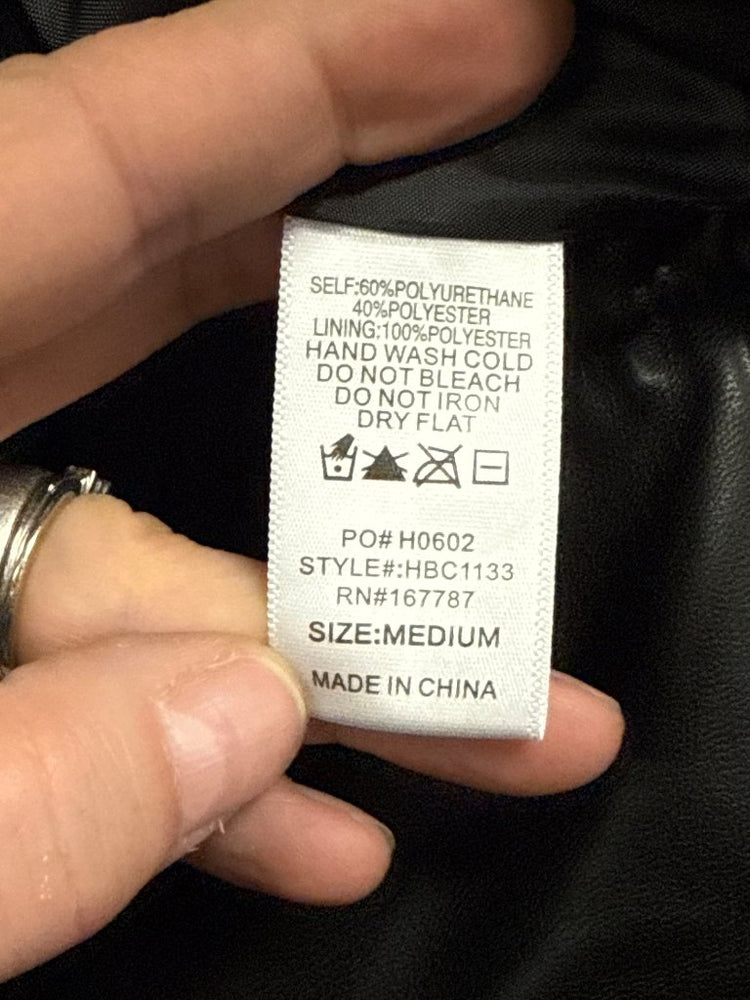 SELF:60%POLYURETHANE
40%POLYESTER
LINING:100%POLYESTER
HAND WASH COLD
DO NOT BLEACH
DO NOT IRON
DRY FLAT
PO# H0602
STYLE#:HBC1133
RN#167787
SIZE:MEDIUM
MADE IN CHINA